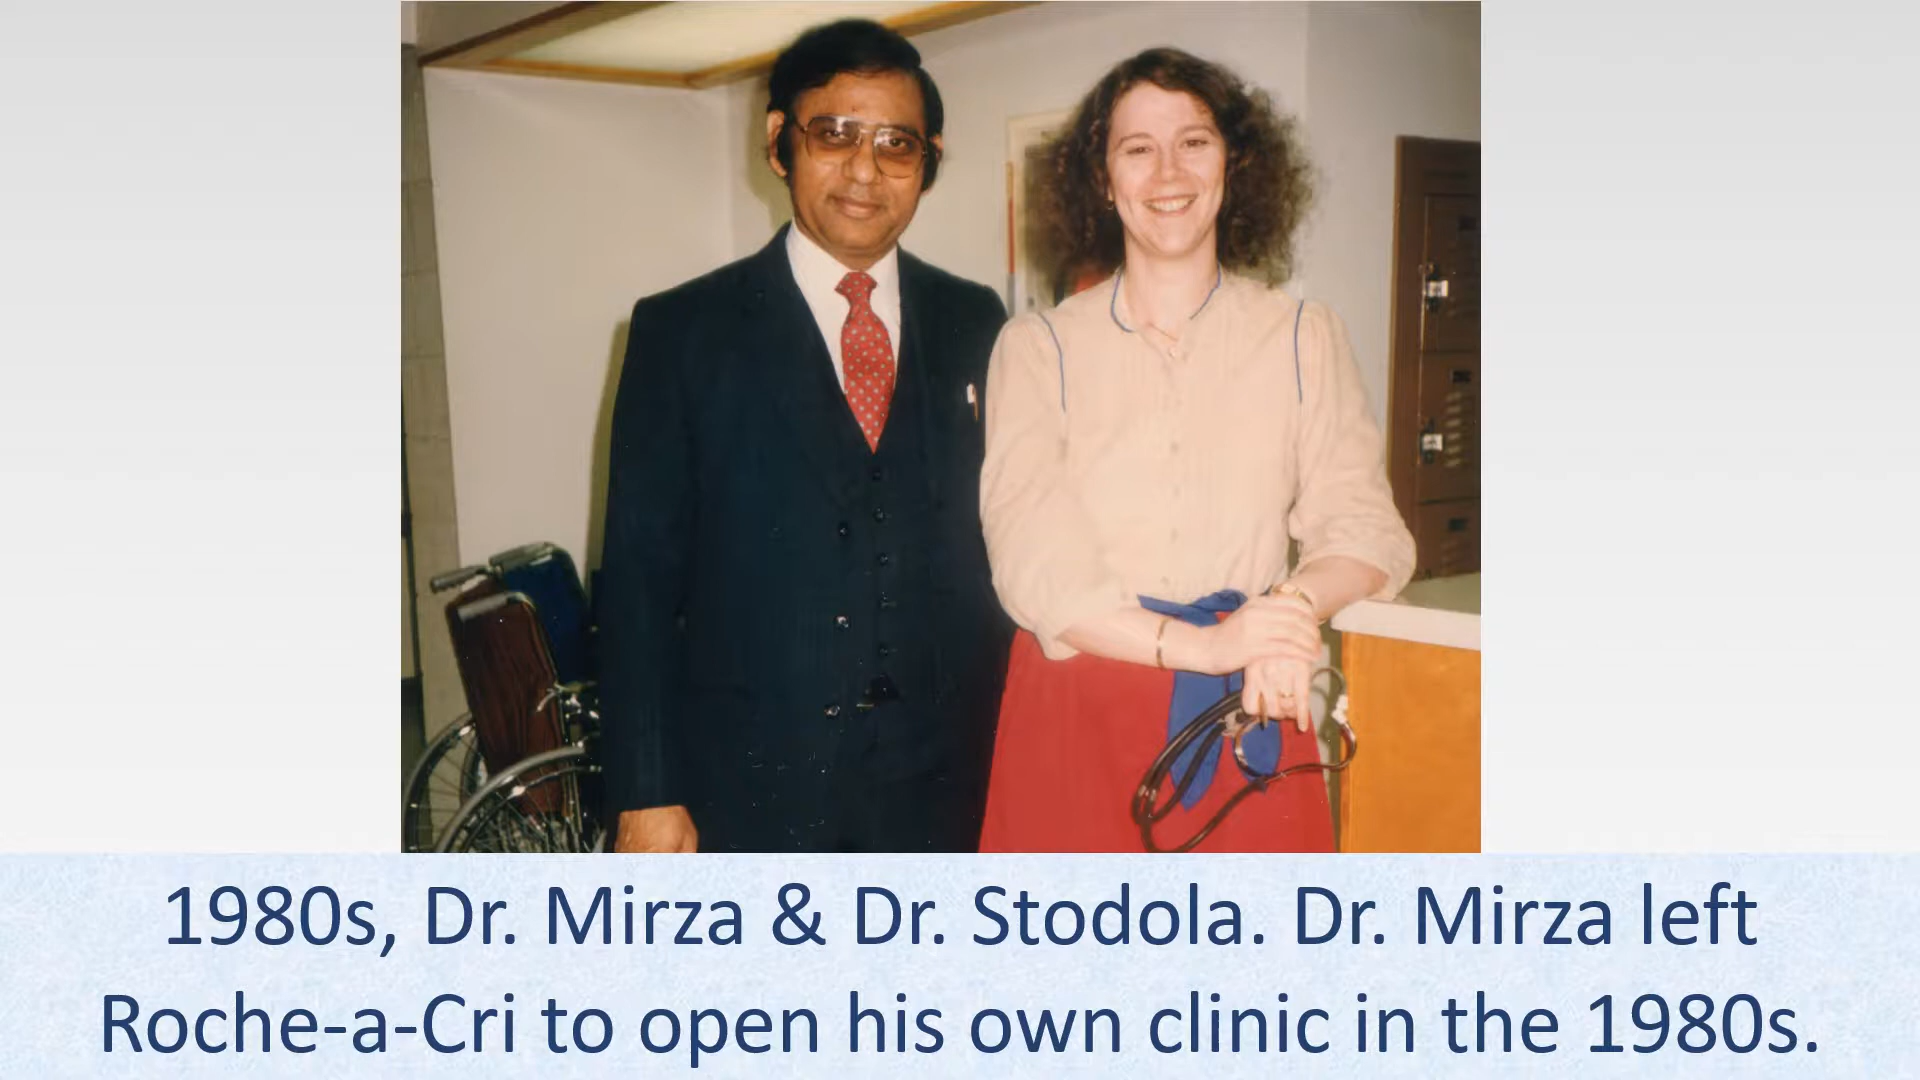 1980s, Dr. Mirza & Dr. Stodola. Dr. Mirza left
Roche-a-Cri to open his own clinic in the 1980s.